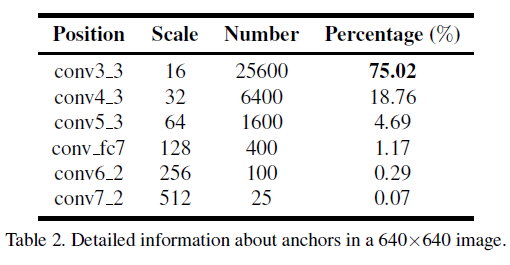 Position Scale Number Percentage (%)
conv3_3 16 25600 75.02
conv4_3 32 6400 18.76
conv5_3 64 1600 4.69
conv_fc7 128 400 1.17
conv6_2 256 100 0.29
conv7_2 512 25 0.07
Table 2. Detailed information about anchors in a 640×640 image.